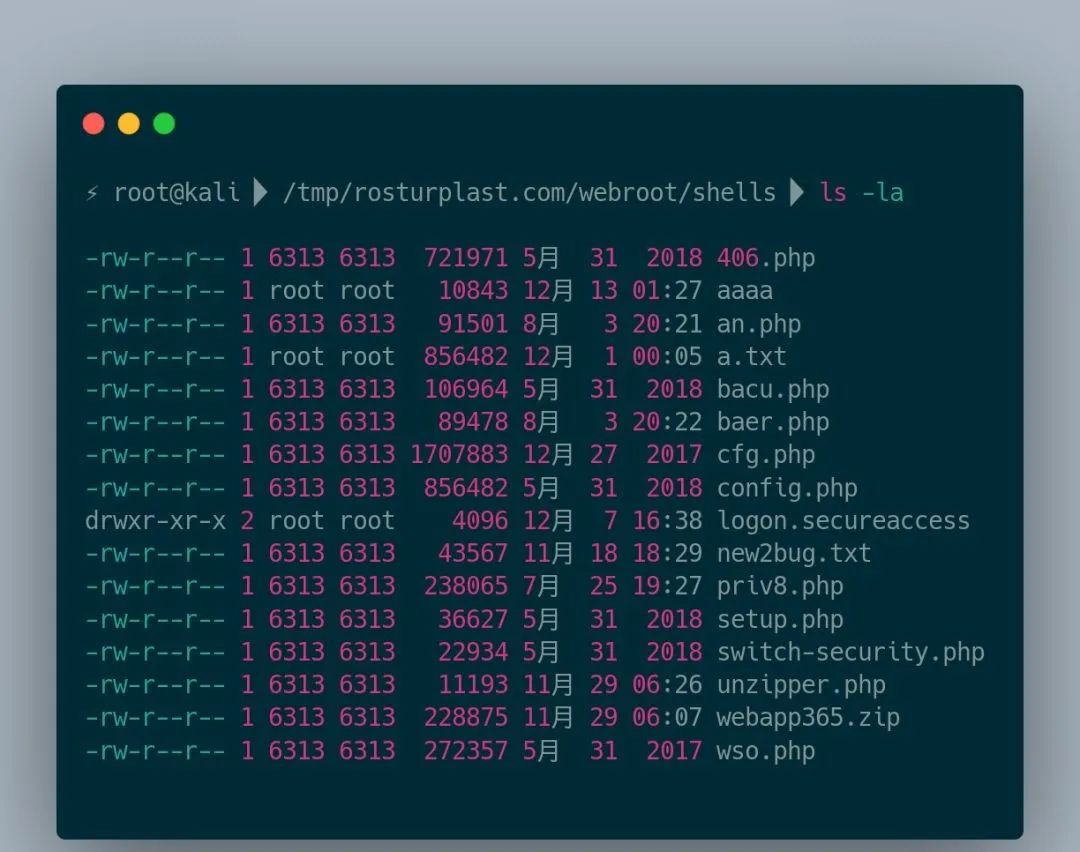 ⚡ root@kali ▶ /tmp/rosturplast.com/webroot/shells ▶ ls -la
-rw-r--r-- 1 6313 6313 721971 5月 31 2018 406.php
-rw-r--r-- 1 root root 10843 12月 13 01:27 aaaa
-rw-r--r-- 1 6313 6313 91501 8月 3 20:21 an.php
-rw-r--r-- 1 root root 856482 12月 1 00:05 a.txt
-rw-r--r-- 1 6313 6313 106964 5月 31 2018 bacu.php
-rw-r--r-- 1 6313 6313 89478 8月 3 20:22 baer.php
-rw-r--r-- 1 6313 6313 1707883 12月 27 2017 cfg.php
-rw-r--r-- 1 6313 6313 856482 5月 31 2018 config.php
drwxr-xr-x 2 root root 4096 12月 7 16:38 logon.secureaccess
-rw-r--r-- 1 6313 6313 43567 11月 18 18:29 new2bug.txt
-rw-r--r-- 1 6313 6313 238065 7月 25 19:27 priv8.php
-rw-r--r-- 1 6313 6313 36627 5月 31 2018 setup.php
-rw-r--r-- 1 6313 6313 22934 5月 31 2018 switch-security.php
-rw-r--r-- 1 6313 6313 11193 11月 29 06:26 unzipper.php
-rw-r--r-- 1 6313 6313 228875 11月 29 06:07 webapp365.zip
-rw-r--r-- 1 6313 6313 272357 5月 31 2017 wso.php